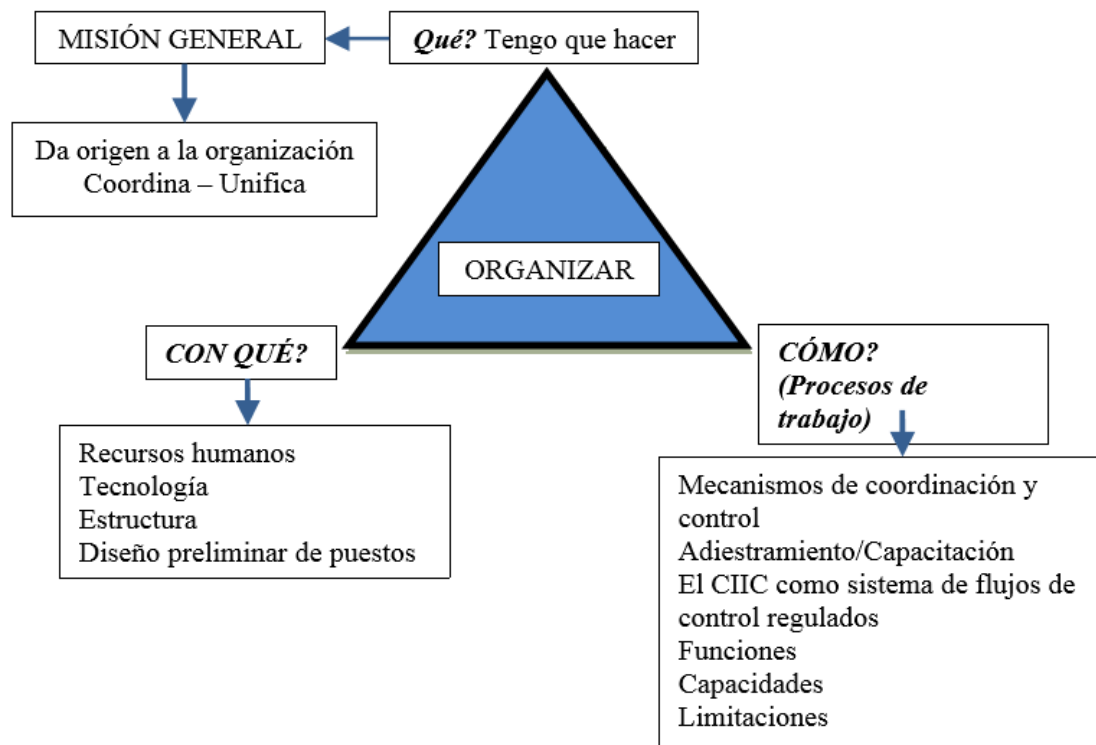 MISIÓN GENERAL
Qué? Tengo que hacer
Da origen a la organización
Coordina – Unifica
ORGANIZAR
CON QUÉ?
Recursos humanos
Tecnología
Estructura
Diseño preliminar de puestos
CÓMO?
(Procesos de
trabajo)
Mecanismos de coordinación y
control
Adiestramiento/Capacitación
El CIIC como sistema de flujos de
control regulados
Funciones
Capacidades
Limitaciones